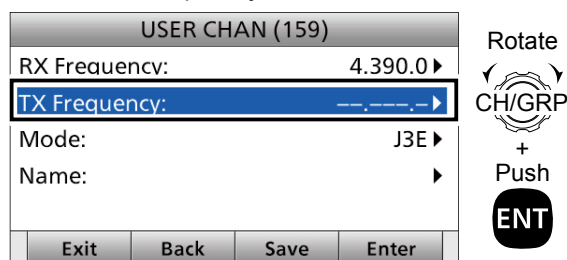 USER CHAN (159)
RX Frequency: 4.390.0
TX Frequency: --.---.-
Mode: J3E
Name:
Exit Back Save Enter
Rotate
CH/GRP
+
Push
ENT